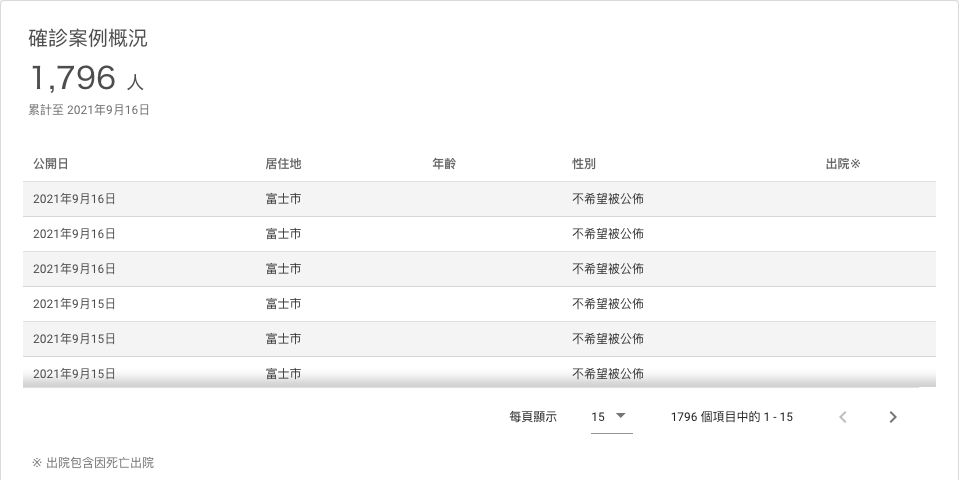 確診案例概況
1,796 人
累計至 2021年9月16日
公開日 居住地 年齡 性別 出院※
2021年9月16日 富士市 不希望被公佈
2021年9月16日 富士市 不希望被公佈
2021年9月16日 富士市 不希望被公佈
2021年9月15日 富士市 不希望被公佈
2021年9月15日 富士市 不希望被公佈
2021年9月15日 富士市 不希望被公佈
每頁顯示 15 1796 個項目中的 1 - 15
※ 出院包含因死亡出院